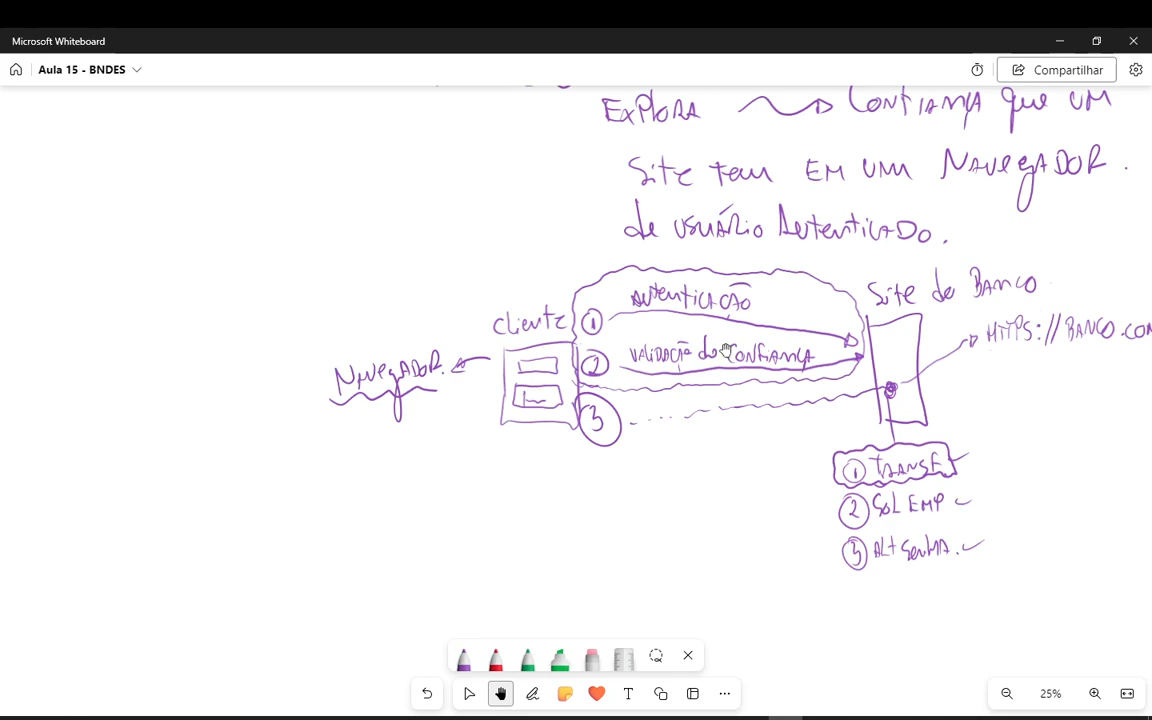 Microsoft Whiteboard
Aula 15 - BNDES
Compartilhar
EXPLORA CONFIANÇA QUE UM
Site tem EM UM NAVEGADOR.
de usuário AUTENTICADO.
Site do BANCO
AUTENTICAÇÃO
cliente 1
HTTPS://BANCO.COM
2 VALIDAÇÃO da CONFIANÇA
NAVEGADOR.
3
1 TRANSF
2 SOL EMP
3 ALT SENHA.
25%